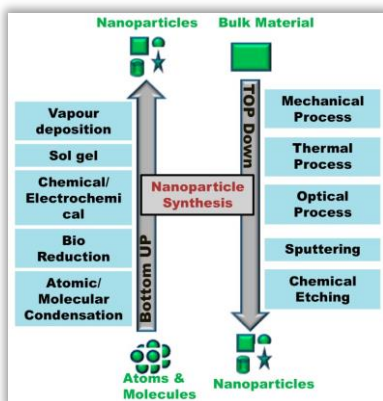 Nanoparticles
Bulk Material
Vapour
deposition
Sol gel
Chemical/
Electrochemi
cal
Bio
Reduction
Atomic/
Molecular
Condensation
Bottom UP
Nanoparticle
Synthesis
TOP Down
Mechanical
Process
Thermal
Process
Optical
Process
Sputtering
Chemical
Etching
Atoms &
Molecules
Nanoparticles